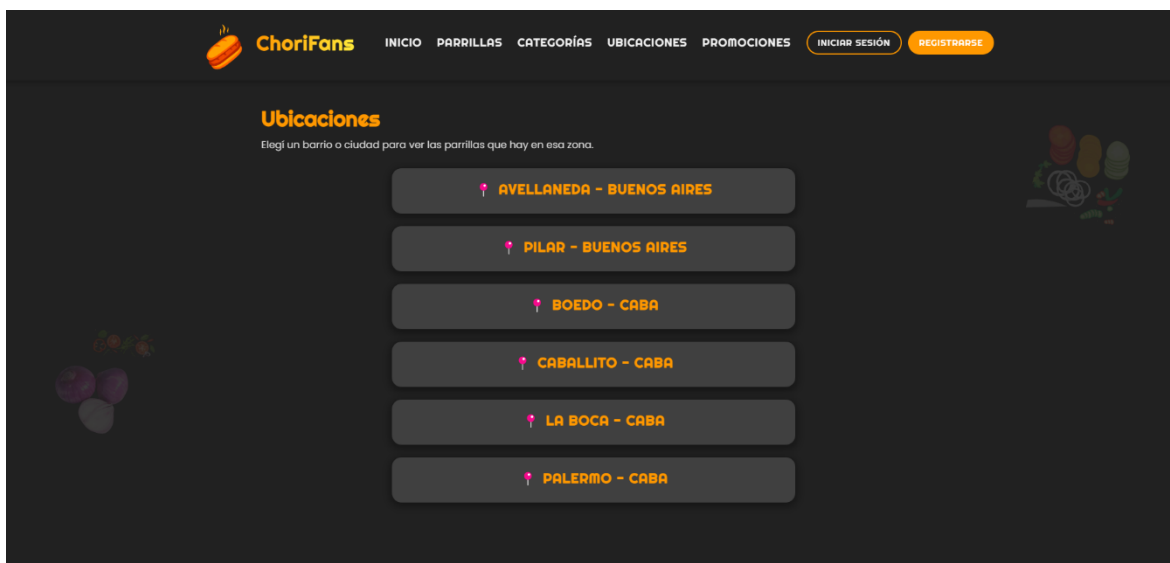 ChoriFans INICIO PARRILLAS CATEGORÍAS UBICACIONES PROMOCIONES INICIAR SESIÓN REGISTRARSE
Ubicaciones
Elegí un barrio o ciudad para ver las parrillas que hay en esa zona.
AVELLANEDA - BUENOS AIRES
PILAR - BUENOS AIRES
BOEDO - CABA
CABALLITO - CABA
LA BOCA - CABA
PALERMO - CABA